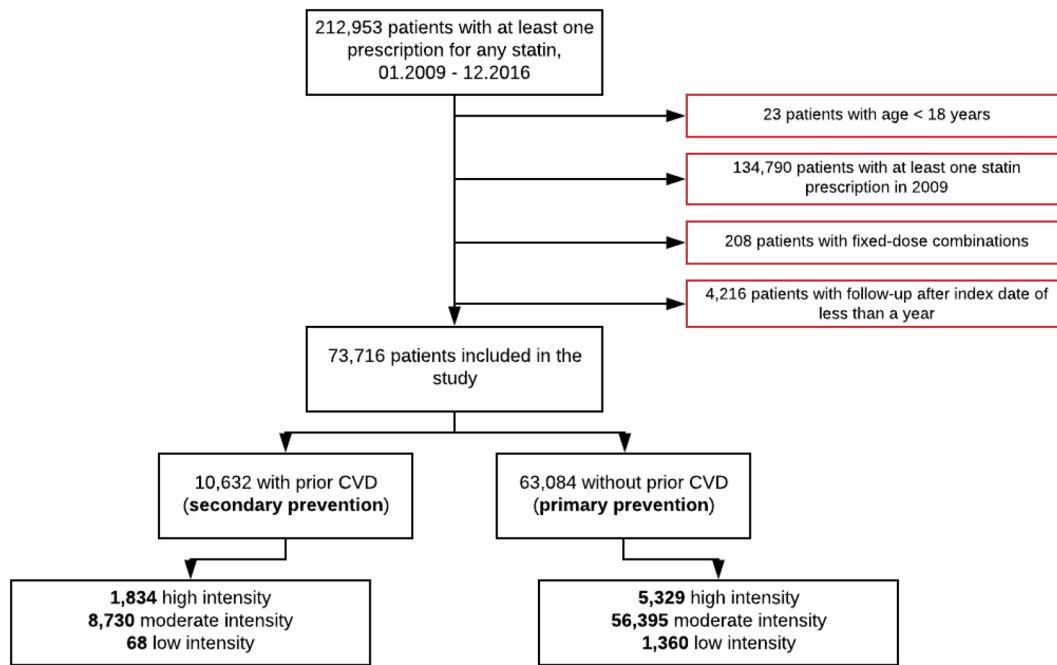 212,953 patients with at least one
prescription for any statin,
01.2009 - 12.2016
23 patients with age < 18 years
134,790 patients with at least one statin
prescription in 2009
208 patients with fixed-dose combinations
4,216 patients with follow-up after index date of
less than a year
73,716 patients included in the
study
10,632 with prior CVD
(secondary prevention)
63,084 without prior CVD
(primary prevention)
1,834 high intensity
8,730 moderate intensity
68 low intensity
5,329 high intensity
56,395 moderate intensity
1,360 low intensity